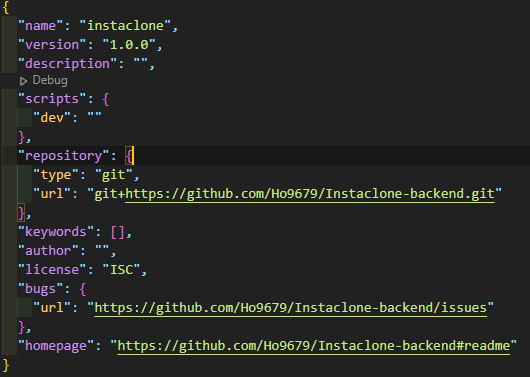 {
"name": "instaclone",
"version": "1.0.0",
"description": "",
Debug
"scripts": {
"dev": ""
},
"repository": {
"type": "git",
"url": "git+https://github.com/Ho9679/Instaclone-backend.git"
},
"keywords": [],
"author": "",
"license": "ISC",
"bugs": {
"url": "https://github.com/Ho9679/Instaclone-backend/issues"
},
"homepage": "https://github.com/Ho9679/Instaclone-backend#readme"
}